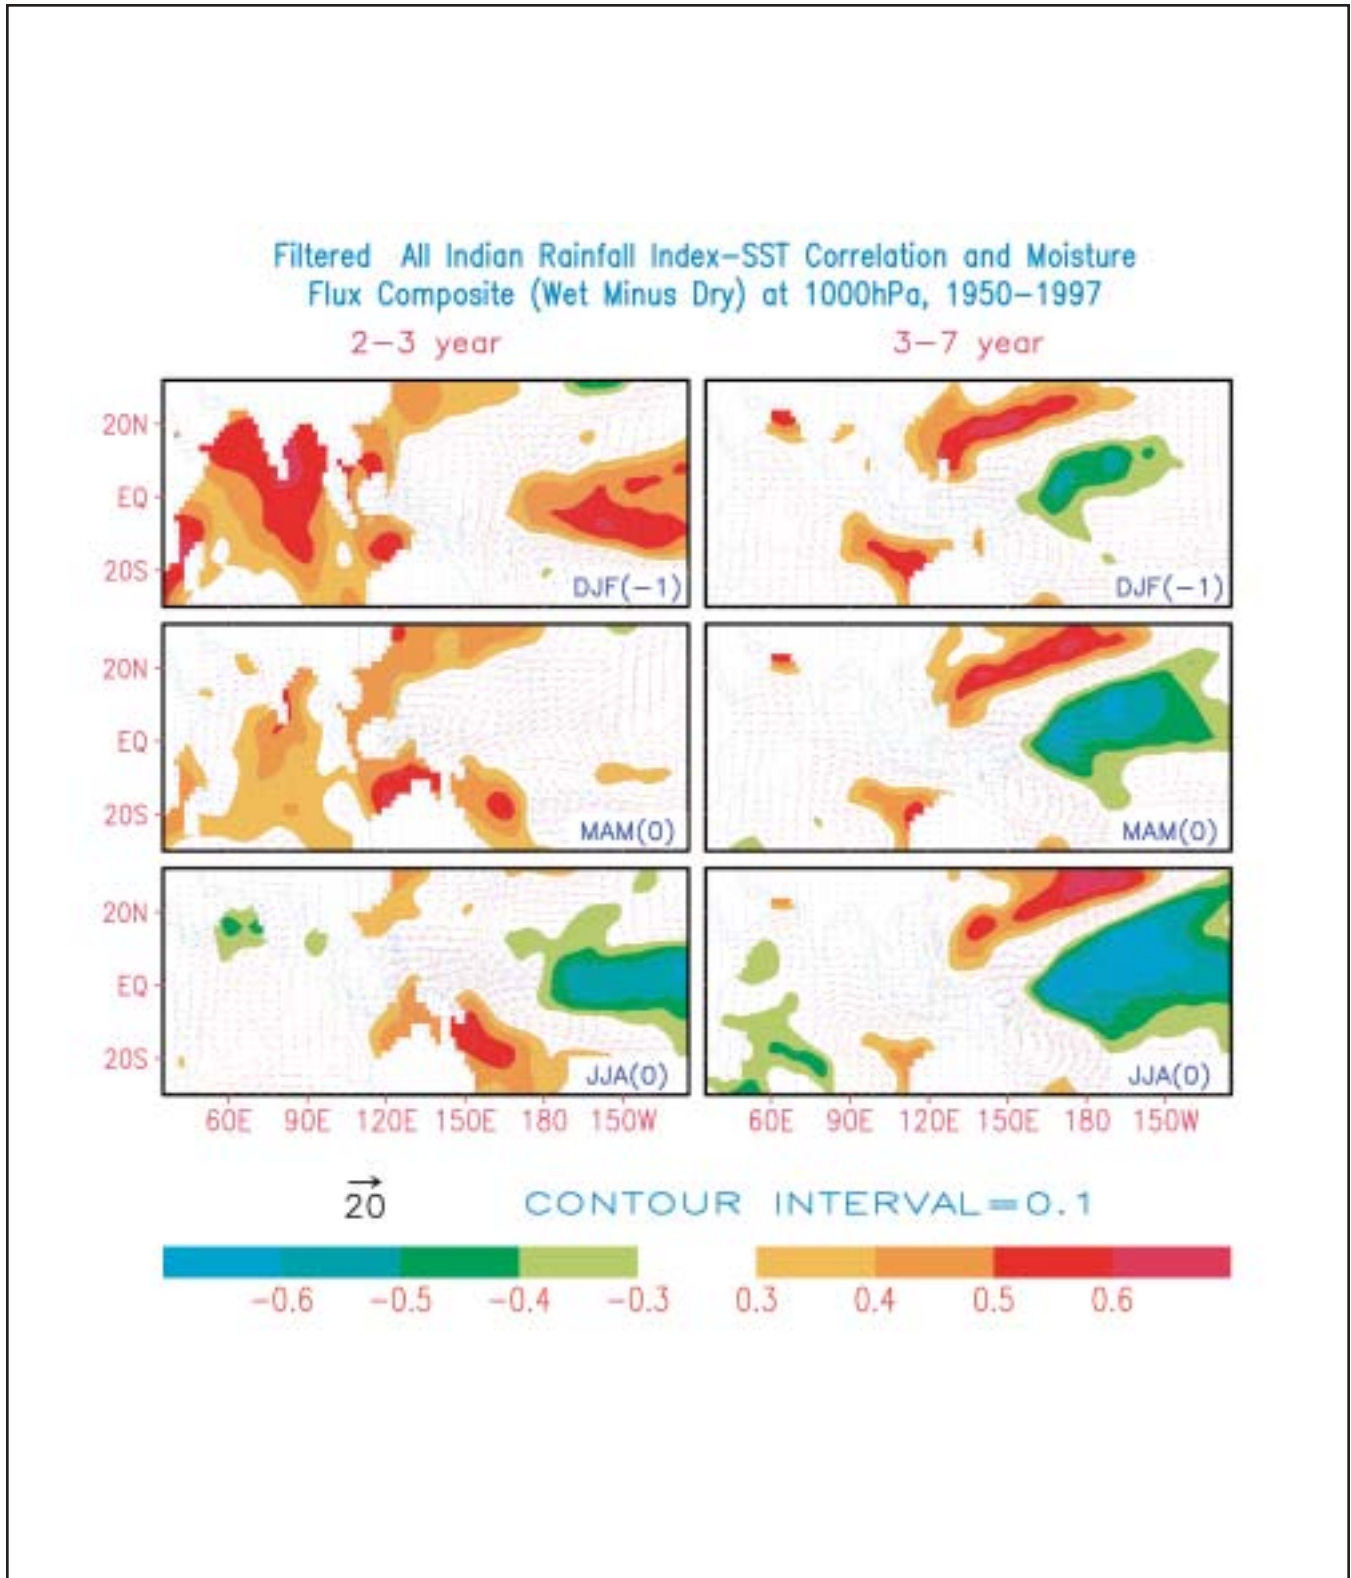 Filtered All Indian Rainfall Index-SST Correlation and Moisture
Flux Composite (Wet Minus Dry) at 1000hPa, 1950-1997
2-3 year
3-7 year
20N
EQ
20S
DJF(-1)
DJF(-1)
20N
EQ
20S
MAM(0)
MAM(0)
20N
EQ
20S
JJA(0)
JJA(0)
60E 90E 120E 150E 180 150W
60E 90E 120E 150E 180 150W
20
CONTOUR INTERVAL=0.1
-0.6 -0.5 -0.4 -0.3 0.3 0.4 0.5 0.6